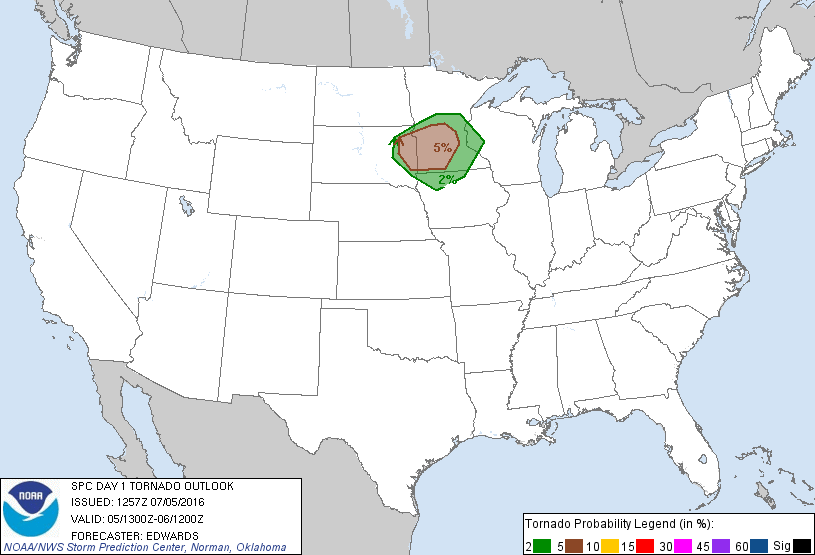 5%
2%
SPC DAY 1 TORNADO OUTLOOK
ISSUED: 1257Z 07/05/2016
VALID: 05/1300Z-06/1200Z
FORECASTER: EDWARDS
NOAA/NWS Storm Prediction Center, Norman, Oklahoma
NOAA
Tornado Probability Legend (in %):
2 5 10 15 30 45 60 Sig